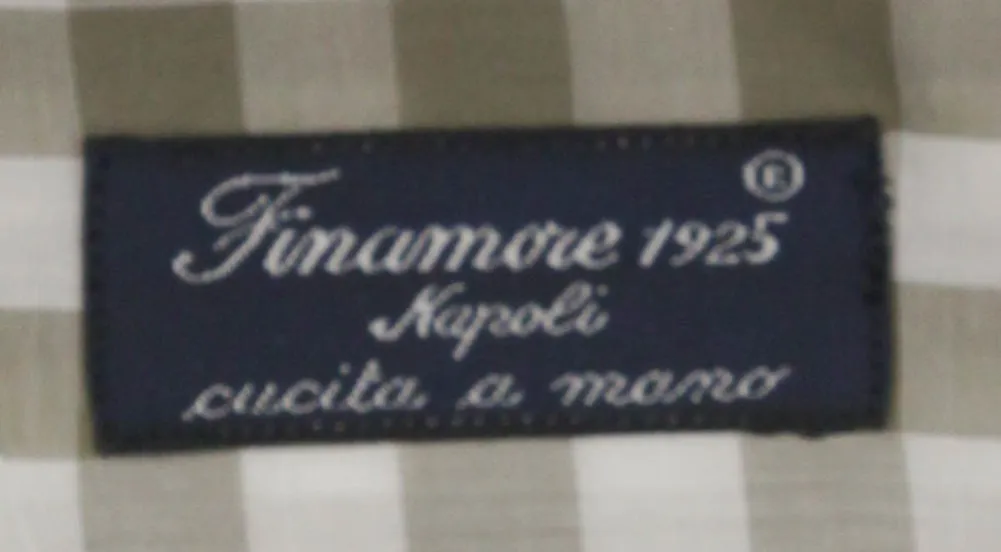 Finamore 1925
Napoli
cucita a mano